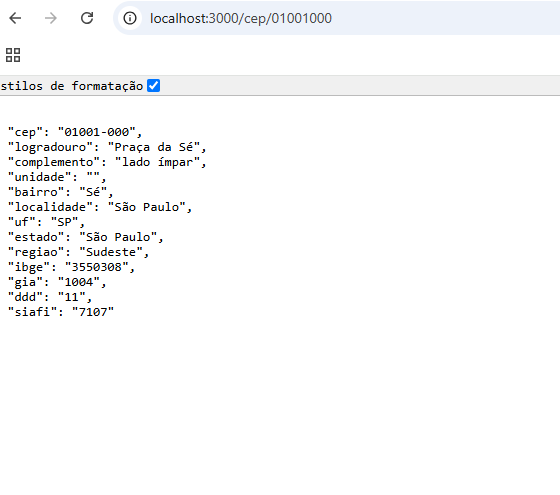 localhost:3000/cep/01001000
stilos de formatação
"cep": "01001-000",
"logradouro": "Praça da Sé",
"complemento": "lado ímpar",
"unidade": "",
"bairro": "Sé",
"localidade": "São Paulo",
"uf": "SP",
"estado": "São Paulo",
"regiao": "Sudeste",
"ibge": "3550308",
"gia": "1004",
"ddd": "11",
"siafi": "7107"